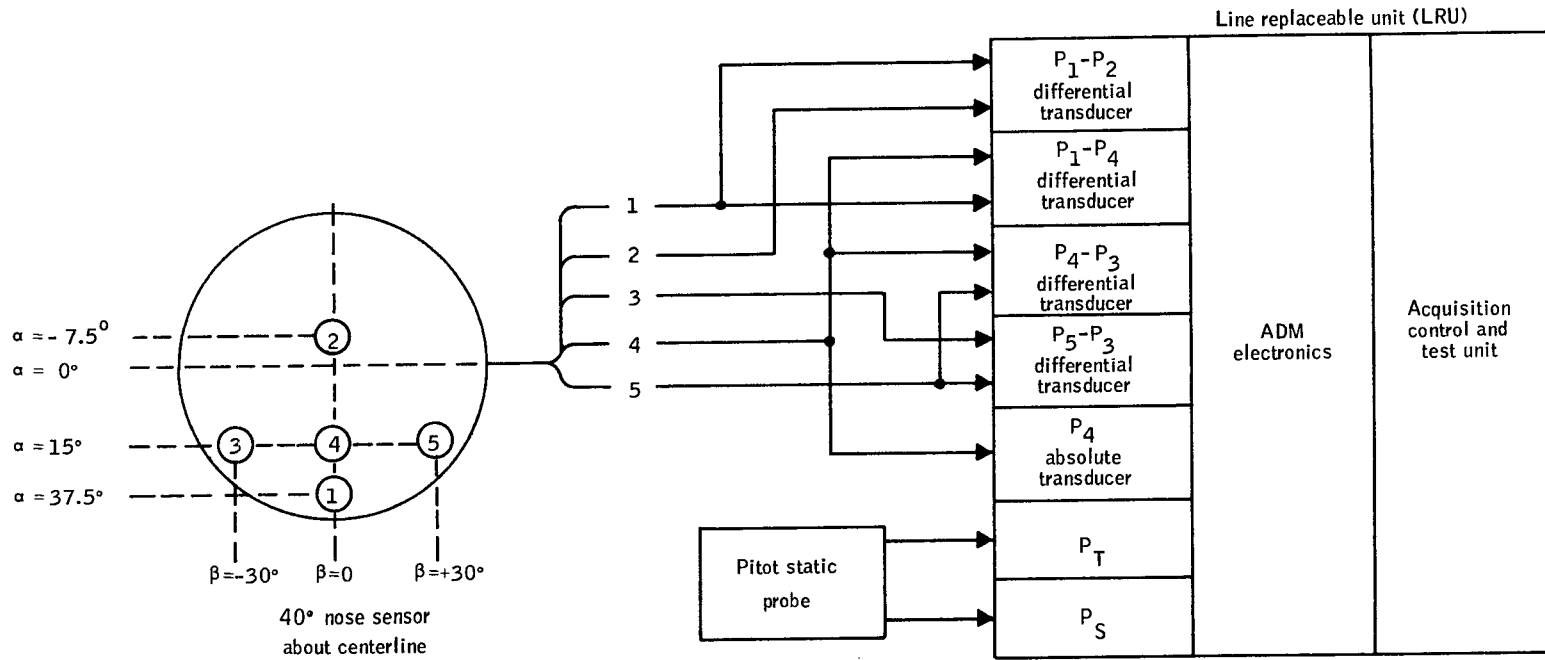 Line replaceable unit (LRU)
P1-P2
differential
transducer
P1-P4
differential
transducer
P4-P3
differential
transducer
P5-P3
differential
transducer
P4
absolute
transducer
PT
PS
ADM
electronics
Acquisition
control and
test unit
1
2
3
4
5
α = - 7.5°
α = 0°
α = 15°
α = 37.5°
2
3
4
5
1
β=-30°
β=0
β=+30°
40° nose sensor
about centerline
Pitot static
probe